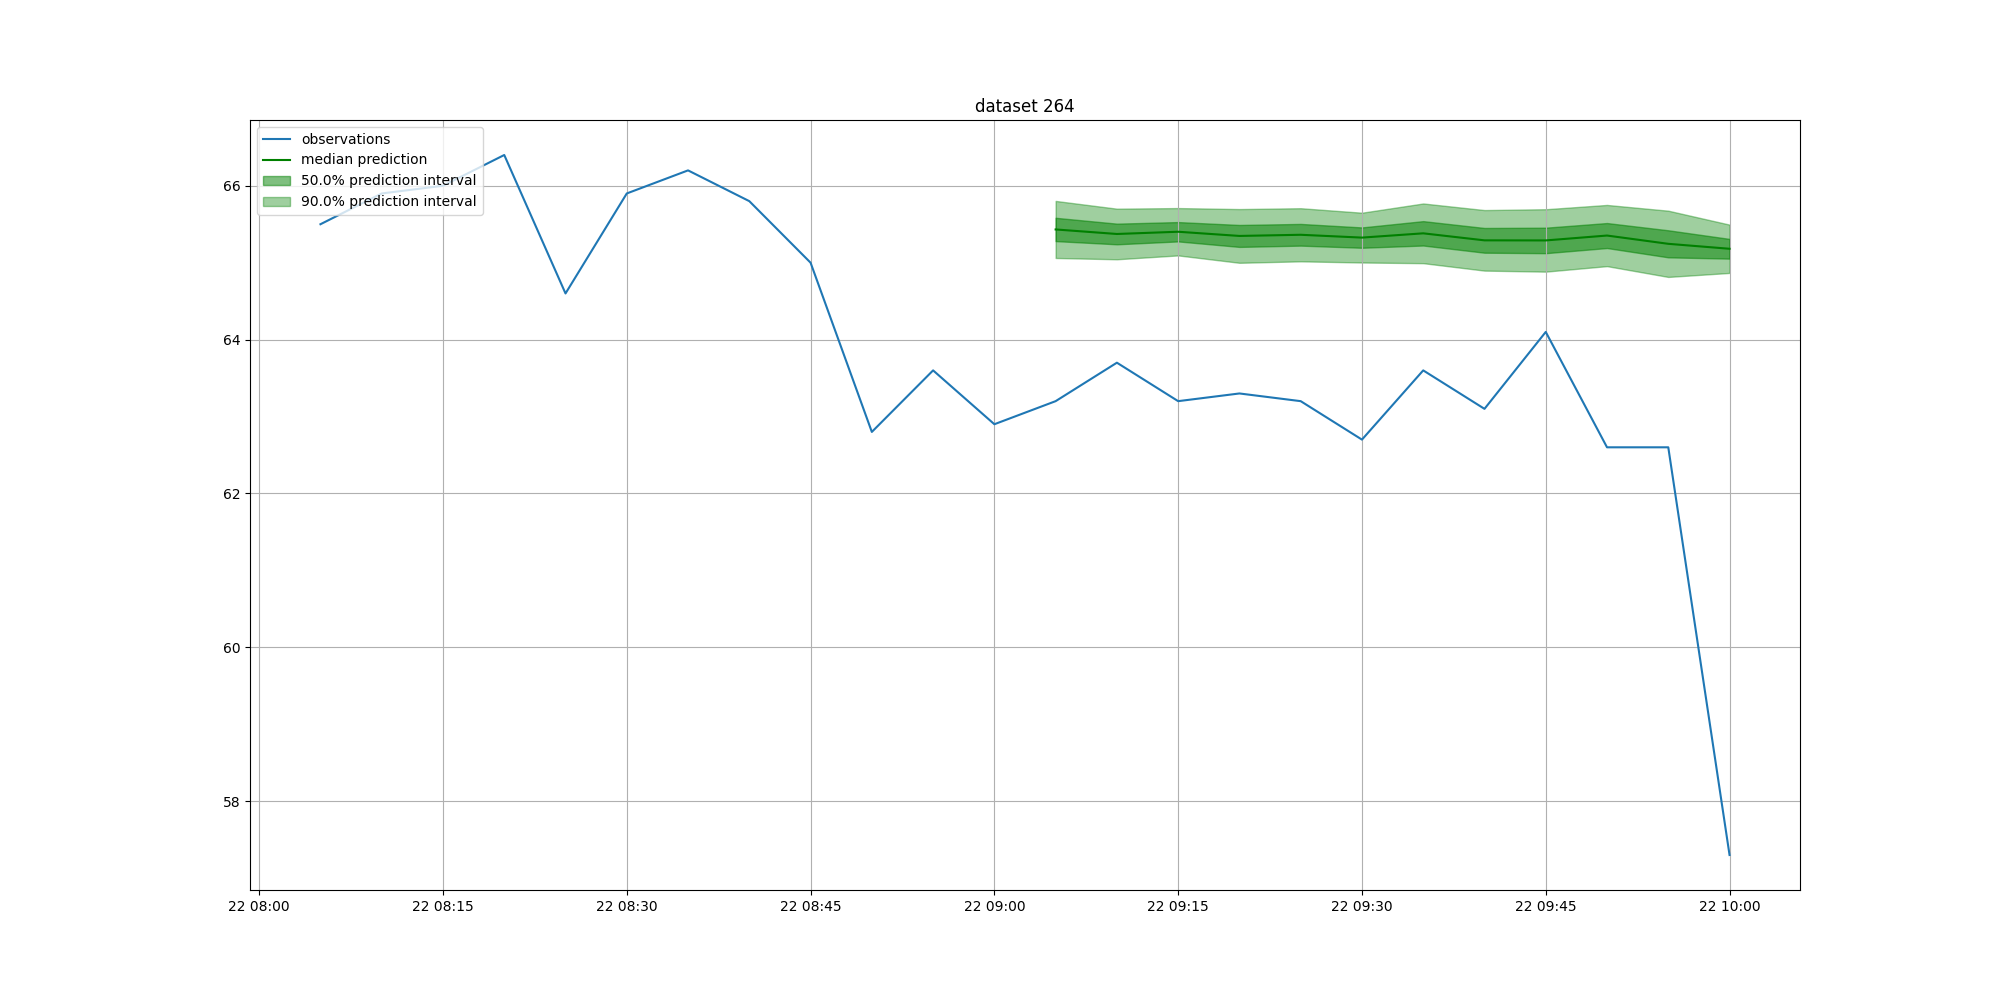 dataset 264
observations
median prediction
50.0% prediction interval
90.0% prediction interval
66
64
62
60
58
22 08:00 22 08:15 22 08:30 22 08:45 22 09:00 22 09:15 22 09:30 22 09:45 22 10:00